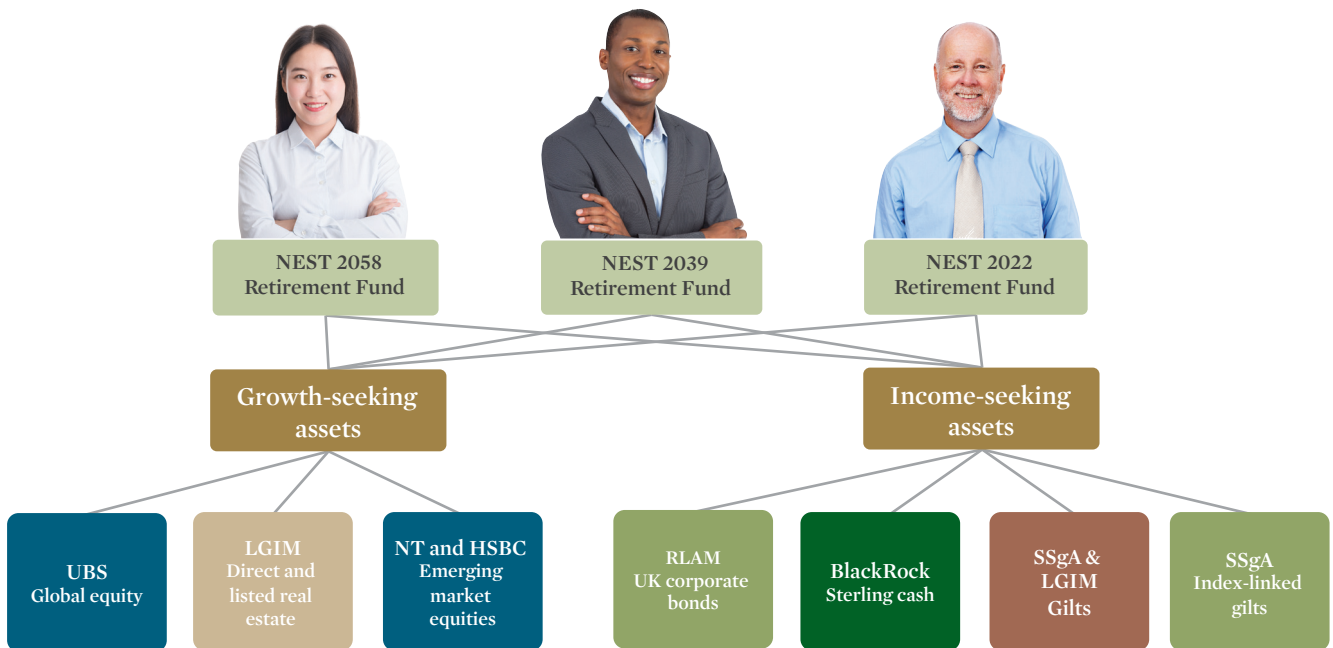 NEST 2058
Retirement Fund
NEST 2039
Retirement Fund
NEST 2022
Retirement Fund
Growth-seeking
assets
Income-seeking
assets
UBS
Global equity
LGIM
Direct and
listed real
estate
NT and HSBC
Emerging
market
equities
RLAM
UK corporate
bonds
BlackRock
Sterling cash
SSgA &
LGIM
Gilts
SSgA
Index-linked
gilts